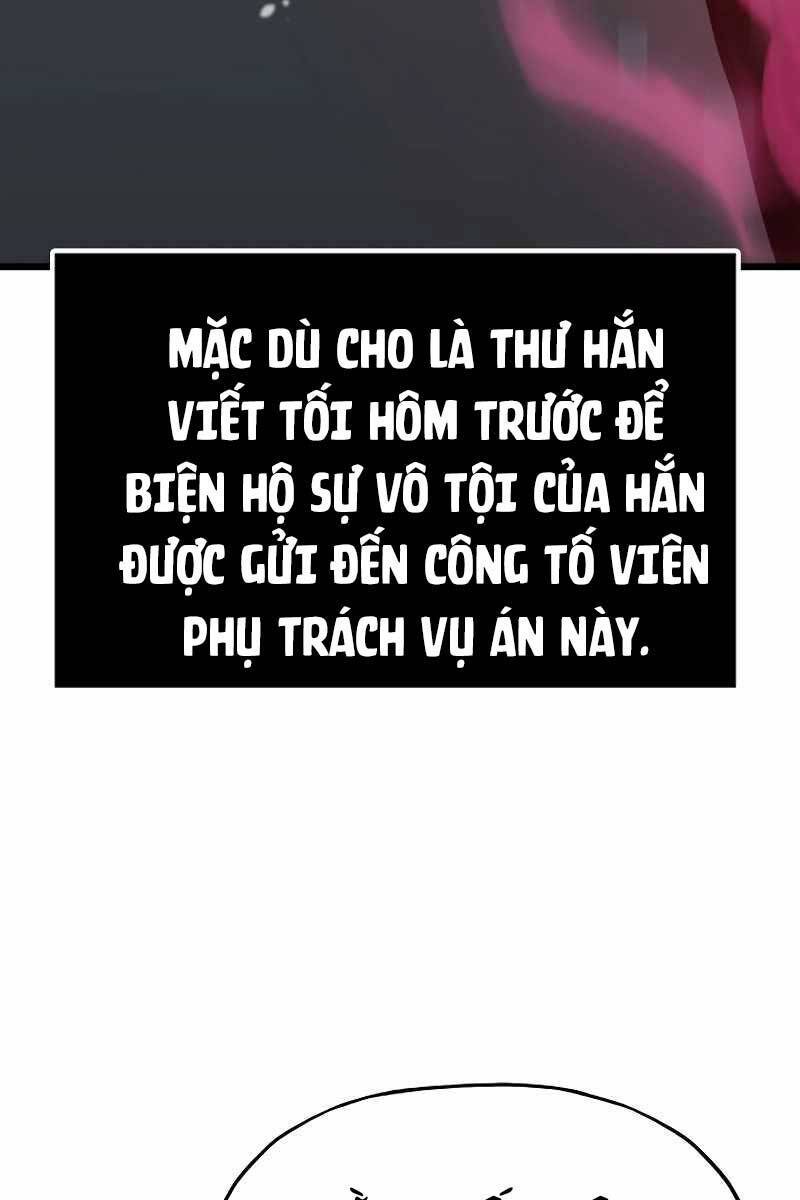 MẶC DÙ CHO LÀ THƯ HẮN
VIẾT TỐI HÔM TRƯỚC ĐỂ
BIỆN HỘ SỰ VÔ TỘI CỦA HẮN
ĐƯỢC GỬI ĐẾN CÔNG TỐ VIÊN
PHỤ TRÁCH VỤ ÁN NÀY.